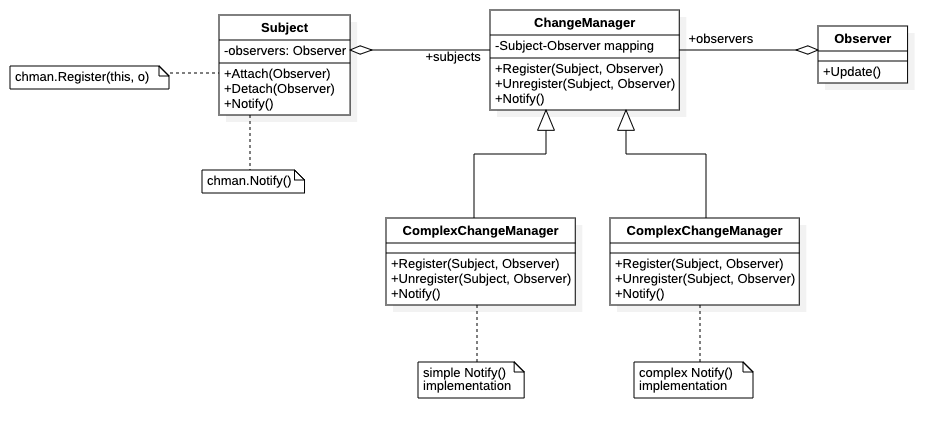 Subject
-observers: Observer
+Attach(Observer)
+Detach(Observer)
+Notify()
chman.Register(this, o)
chman.Notify()
+subjects
ChangeManager
-Subject-Observer mapping
+Register(Subject, Observer)
+Unregister(Subject, Observer)
+Notify()
+observers
Observer
+Update()
ComplexChangeManager
+Register(Subject, Observer)
+Unregister(Subject, Observer)
+Notify()
simple Notify()
implementation
ComplexChangeManager
+Register(Subject, Observer)
+Unregister(Subject, Observer)
+Notify()
complex Notify()
implementation